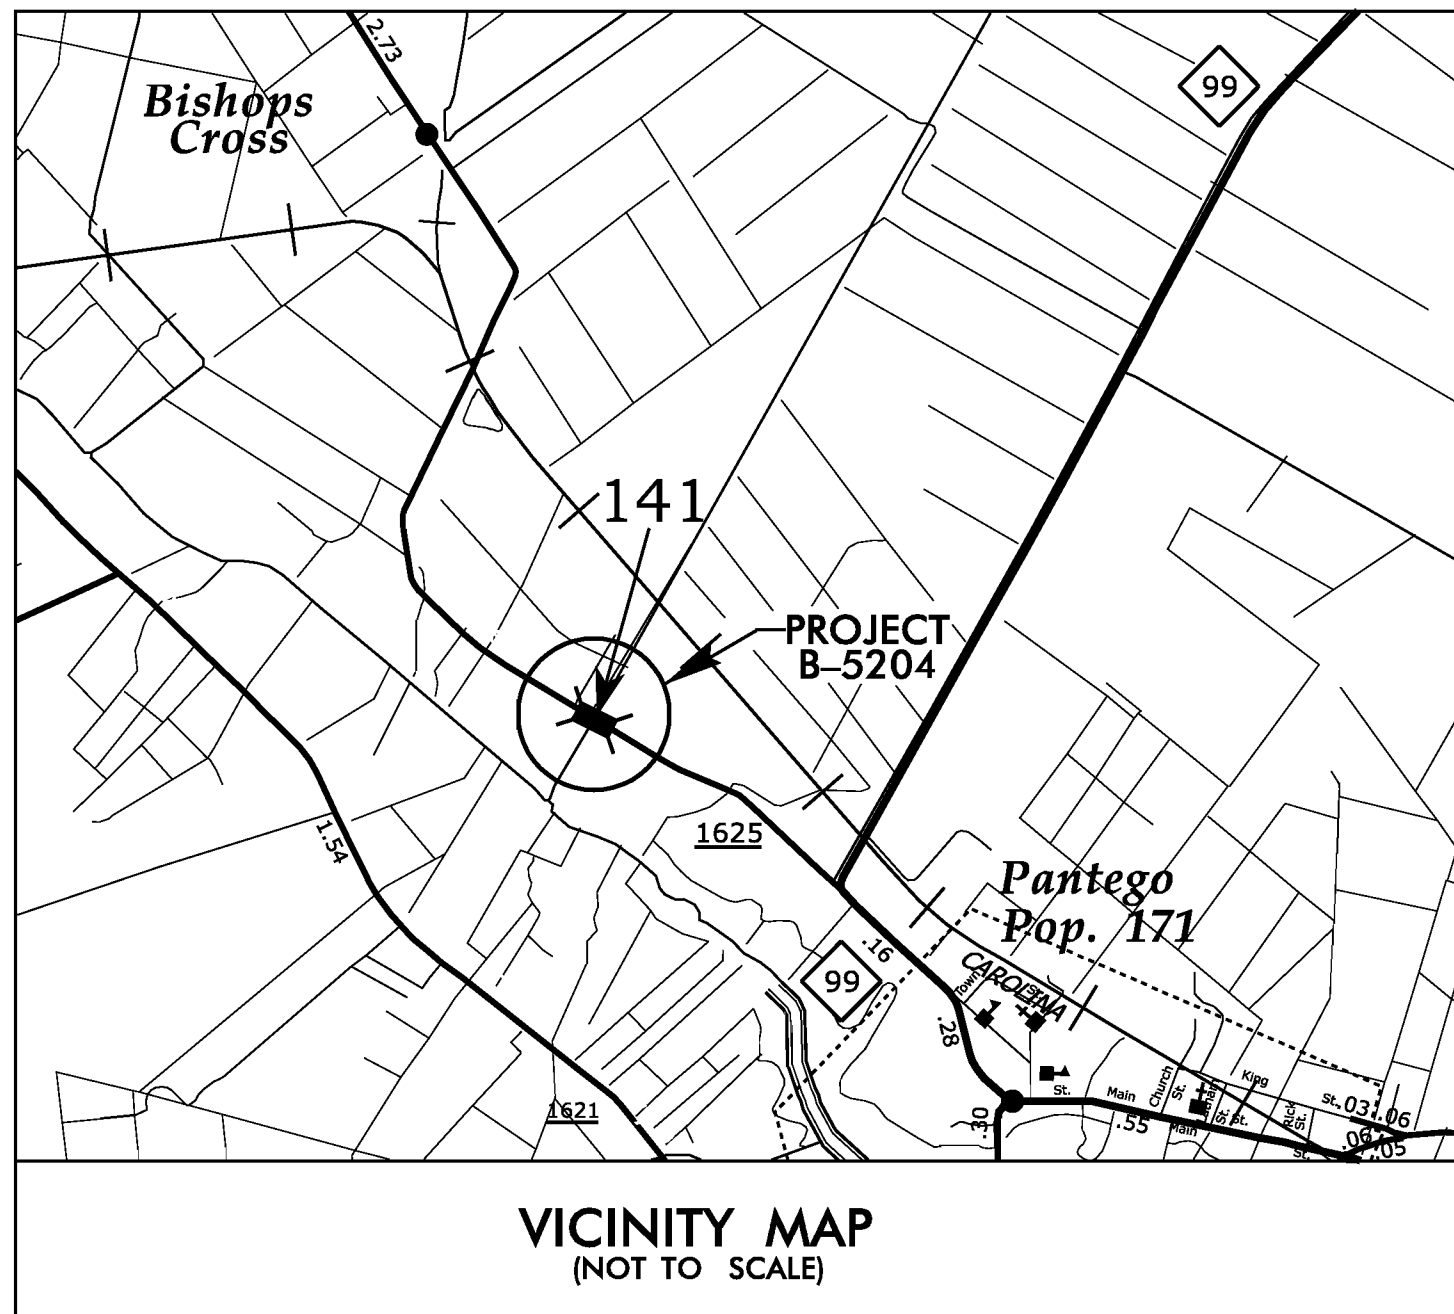 2.73
99
Bishops
Cross
141
PROJECT
B–5204
1.54
1625
Pantego
Pop. 171
.16
99
CAROLINA
Town
St.
.28
1621
.30
St.
Main
Church
St.
.55
Main
St.
St.
King
St.
.03
.06
St.
.06
.05
VICINITY MAP
(NOT TO SCALE)